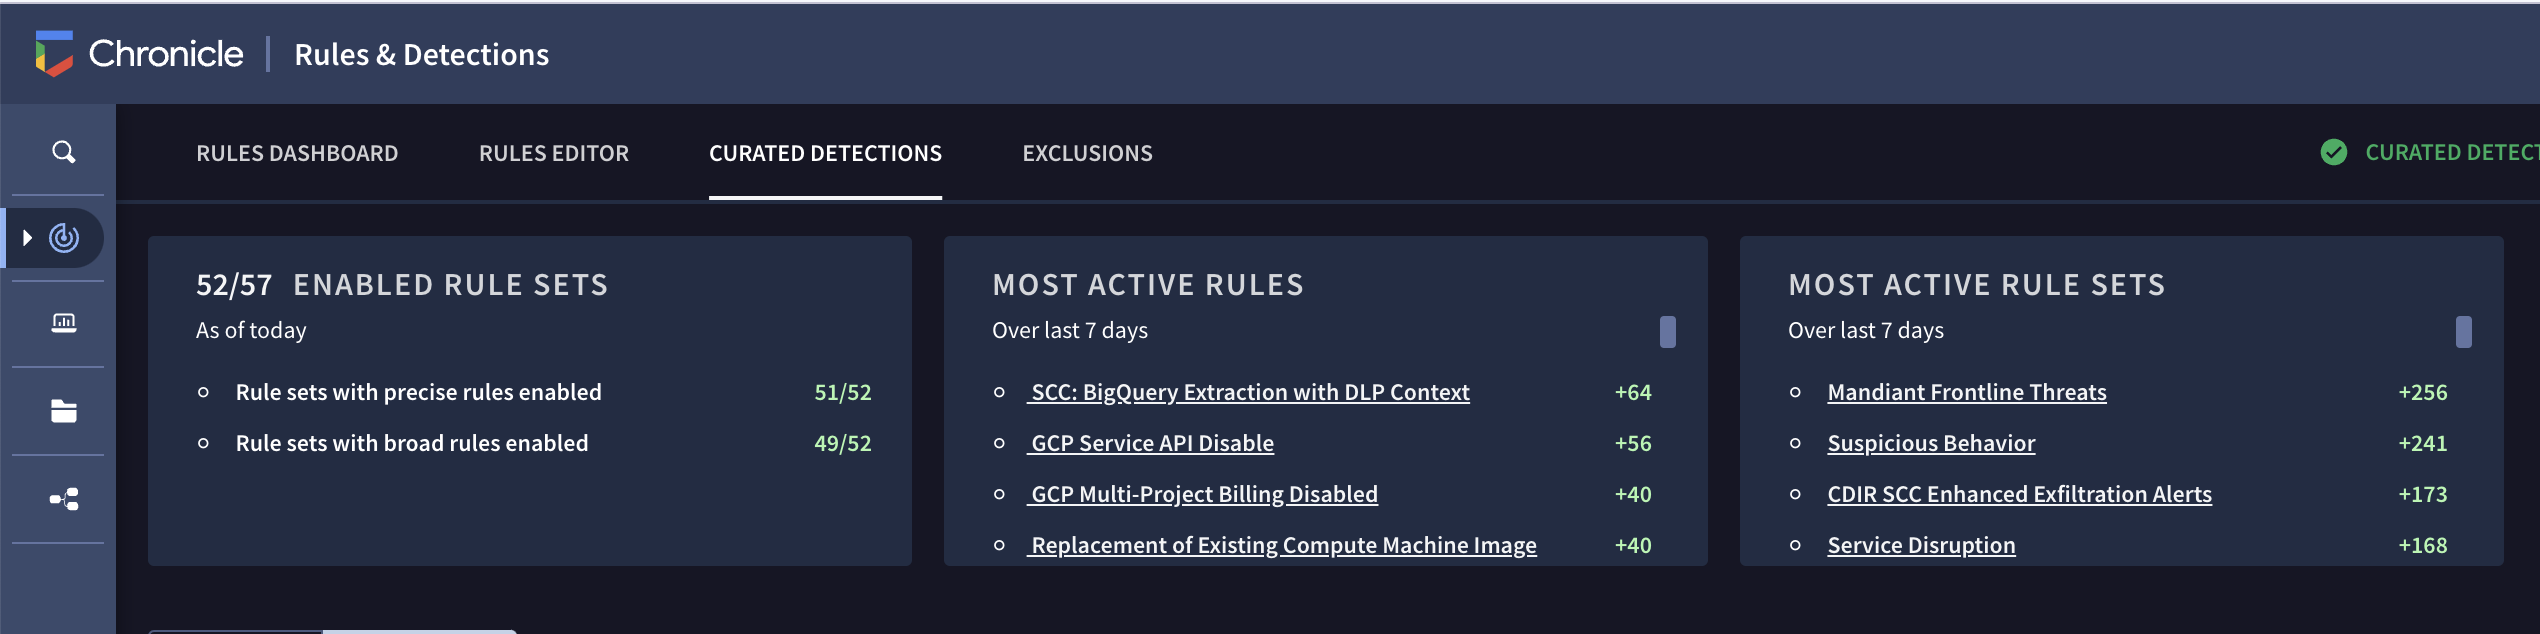 Chronicle | Rules & Detections
RULES DASHBOARD RULES EDITOR CURATED DETECTIONS EXCLUSIONS CURATED DETECT
52/57 ENABLED RULE SETS
As of today
Rule sets with precise rules enabled 51/52
Rule sets with broad rules enabled 49/52
MOST ACTIVE RULES
Over last 7 days
SCC: BigQuery Extraction with DLP Context +64
GCP Service API Disable +56
GCP Multi-Project Billing Disabled +40
Replacement of Existing Compute Machine Image +40
MOST ACTIVE RULE SETS
Over last 7 days
Mandiant Frontline Threats +256
Suspicious Behavior +241
CDIR SCC Enhanced Exfiltration Alerts +173
Service Disruption +168